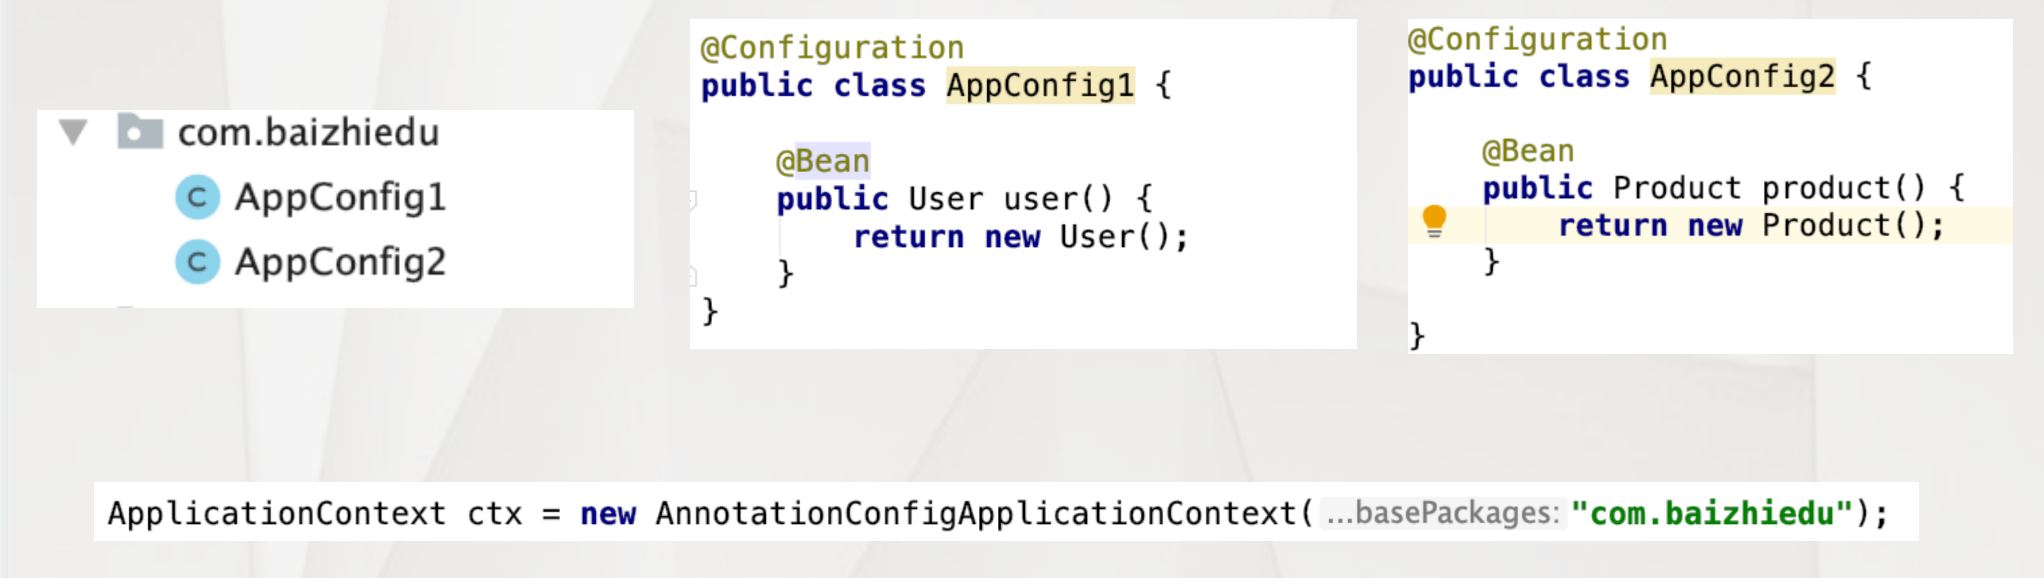 com.baizhiedu
C AppConfig1
C AppConfig2
@Configuration
public class AppConfig1 {
@Bean
public User user() {
return new User();
}
}
@Configuration
public class AppConfig2 {
@Bean
public Product product() {
return new Product();
}
}
ApplicationContext ctx = new AnnotationConfigApplicationContext( ...basePackages: "com.baizhiedu");